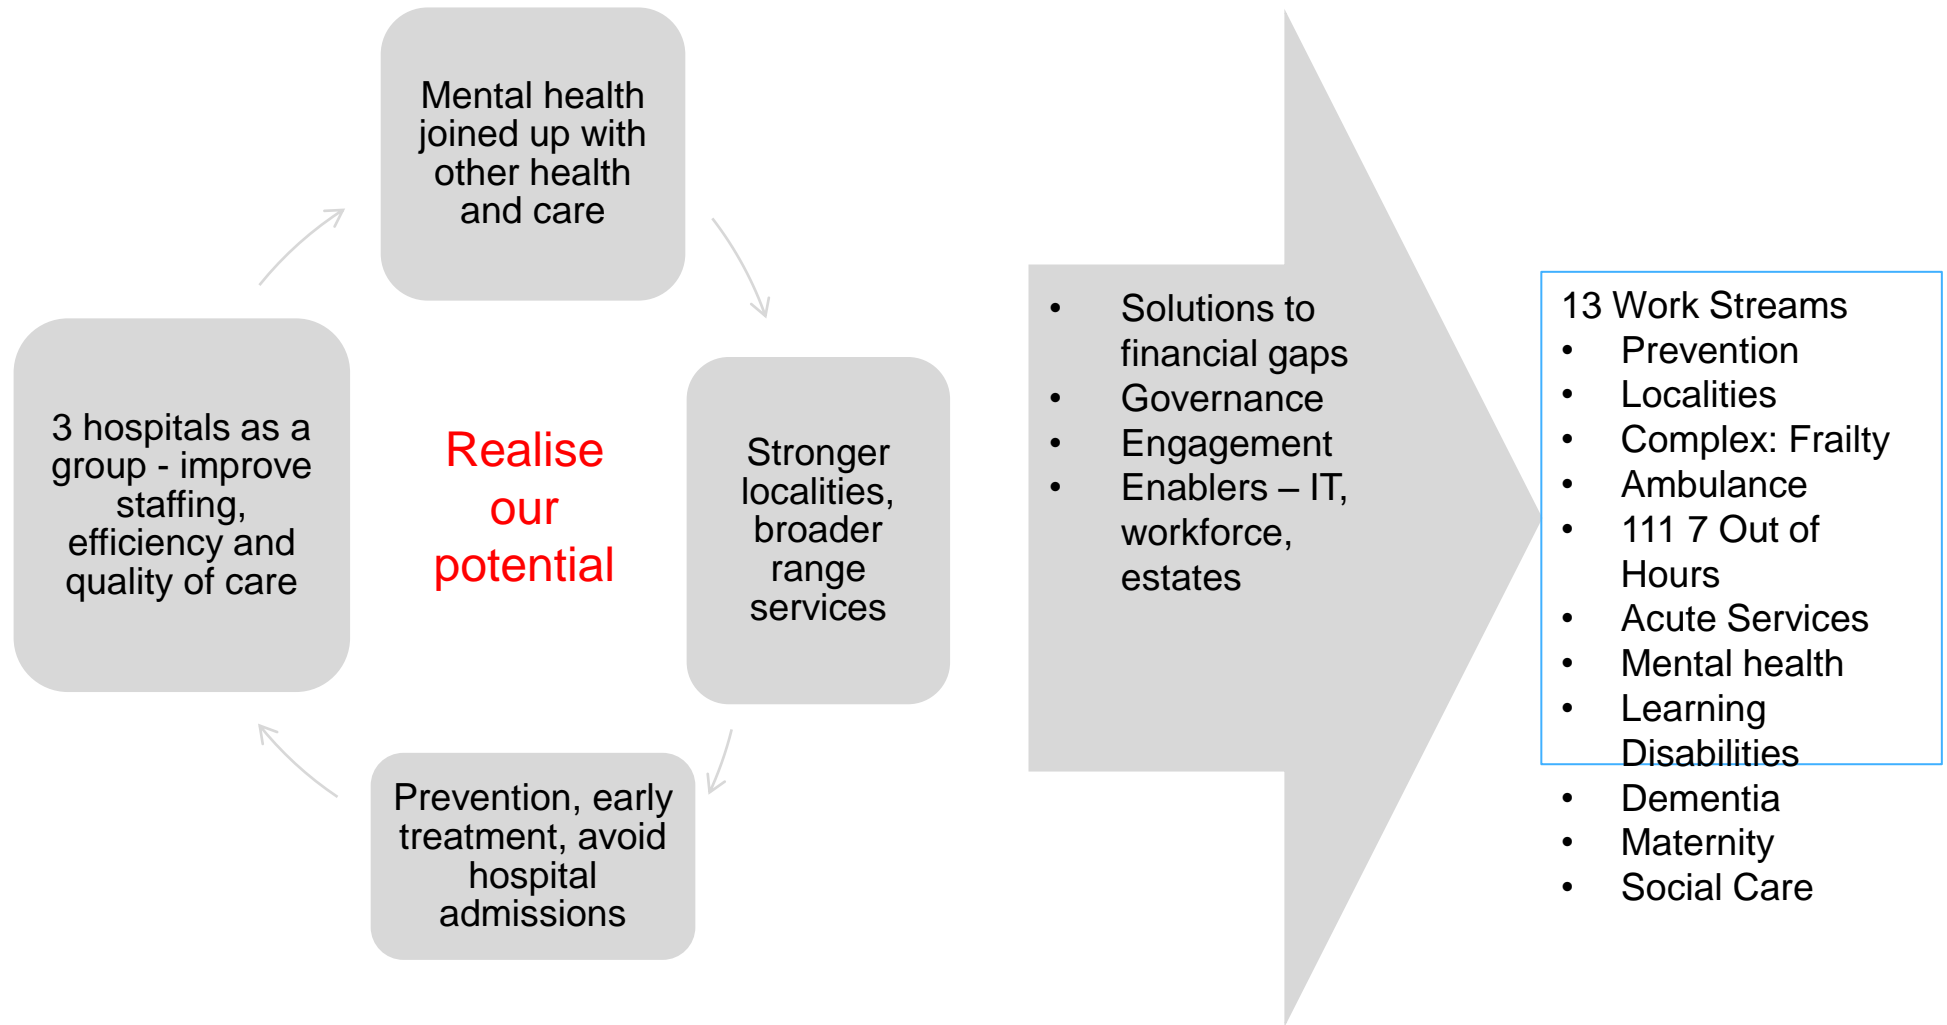 Mental health
joined up with
other health
and care
3 hospitals as a
group - improve
staffing,
efficiency and
quality of care
Realise
our
potential
Stronger
localities,
broader
range
services
Prevention, early
treatment, avoid
hospital
admissions
• Solutions to
financial gaps
• Governance
• Engagement
• Enablers – IT,
workforce,
estates
13 Work Streams
• Prevention
• Localities
• Complex: Frailty
• Ambulance
• 111 7 Out of
Hours
• Acute Services
• Mental health
• Learning
Disabilities
• Dementia
• Maternity
• Social Care